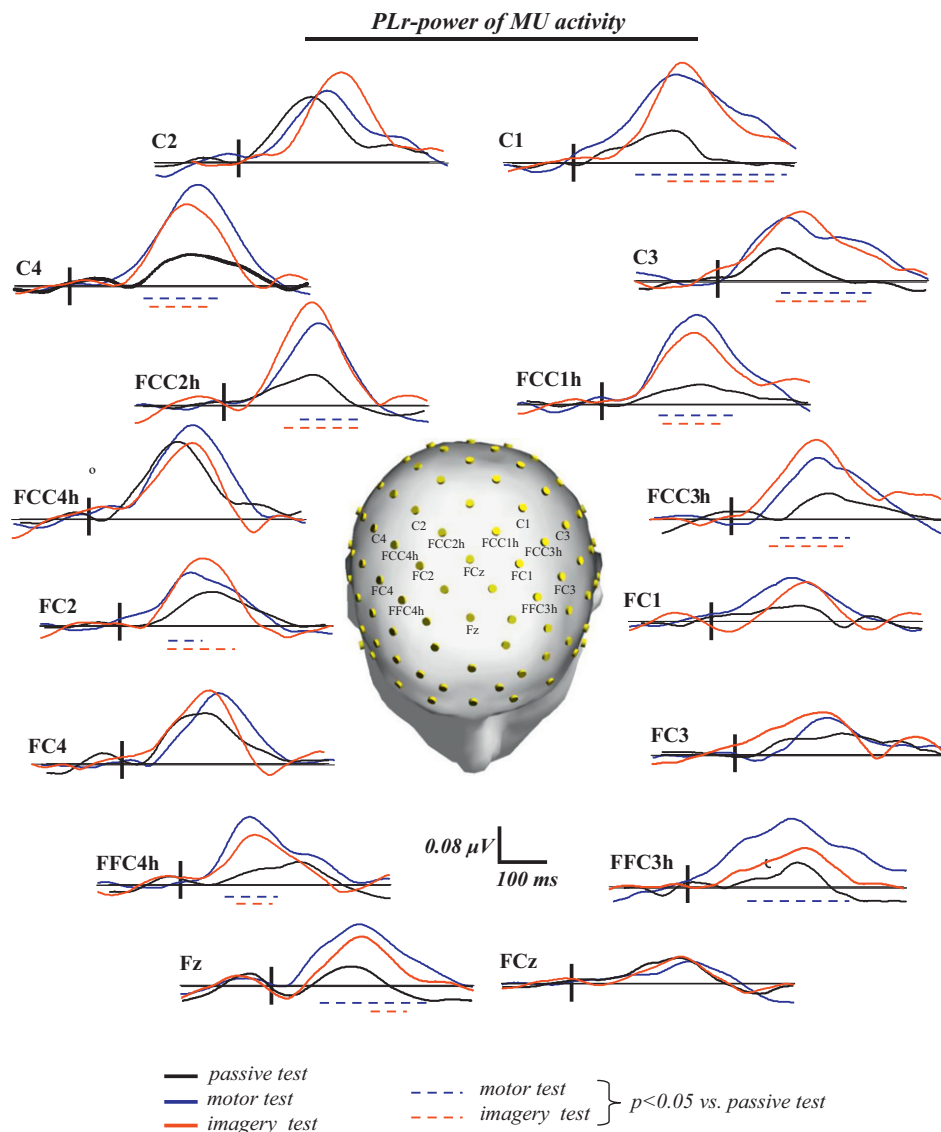 PLr-power of MU activity
C2
C1
C4
C3
FCC2h
FCC1h
o
FCC4h
FCC3h
C2 C1
C4 C3
FCC2h FCC1h
FCC4h FCC3h
FCz
FC2 FC1
FC4 FC3
FFC4h FFC3h
Fz
FC2
FC1
FC4
FC3
FFC4h
0.08 µV
100 ms
FFC3h
Fz
FCz
passive test
motor test
imagery test
motor test
imagery test
p<0.05 vs. passive test